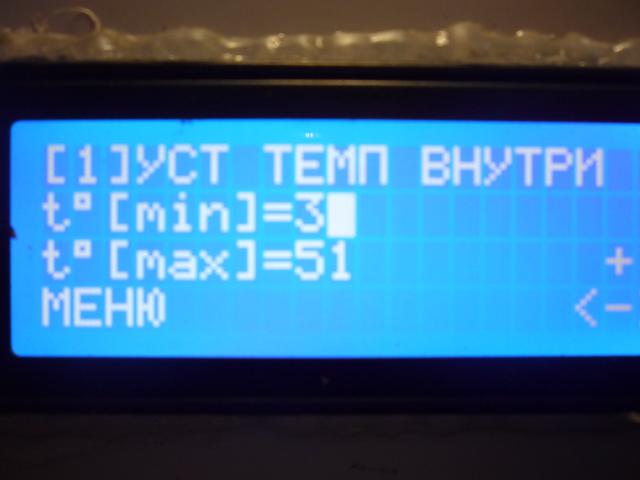 [1]УСТ ТЕМП ВНУТРИ
t°[min]=3
t°[max]=51 +
МЕНЮ <-